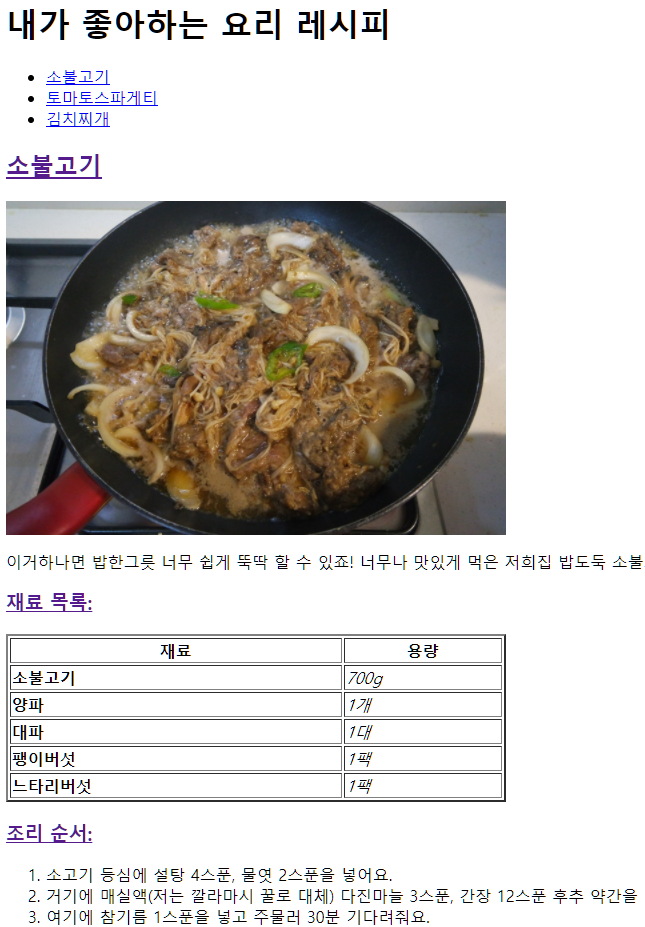 내가 좋아하는 요리 레시피
소불고기
토마토스파게티
김치찌개
소불고기
이거하나면 밥한그릇 너무 쉽게 뚝딱 할 수 있죠! 너무나 맛있게 먹은 저희집 밥도둑 소불
재료 목록:
재료 용량
소불고기 700g
양파 1개
대파 1대
팽이버섯 1팩
느타리버섯 1팩
조리 순서:
1. 소고기 등심에 설탕 4스푼, 물엿 2스푼을 넣어요.
2. 거기에 매실액(저는 깔라마시 꿀로 대체) 다진마늘 3스푼, 간장 12스푼 후추 약간을
3. 여기에 참기름 1스푼을 넣고 주물러 30분 기다려줘요.